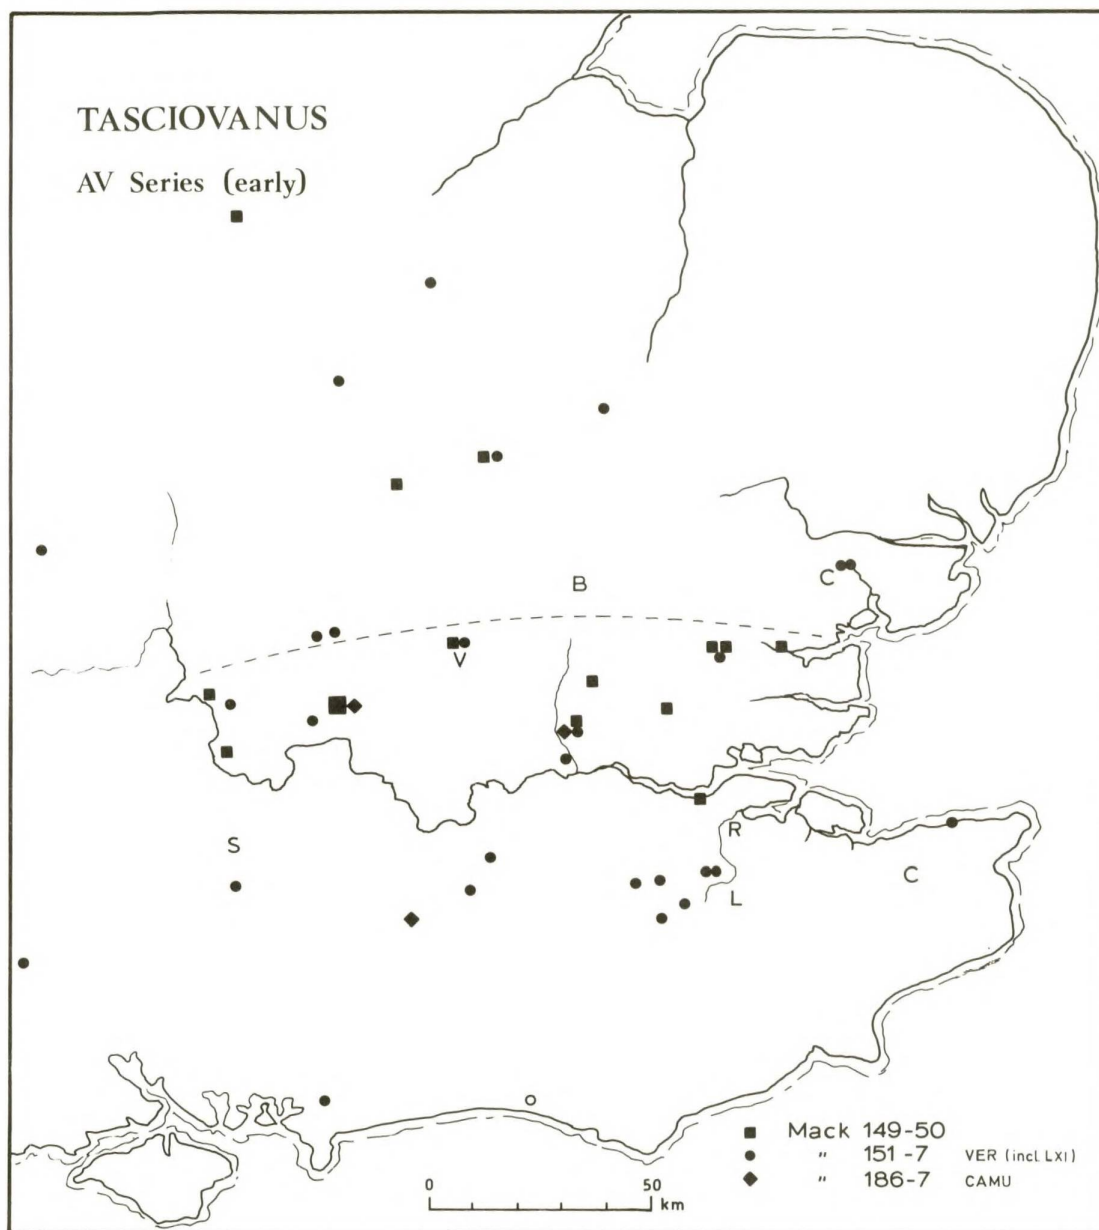 TASCIOVANUS
AV Series (early)
B
C
V
S
R
C
L
Mack 149-50
" 151-7 VER (incl LXI)
" 186-7 CAMU
0 50
km